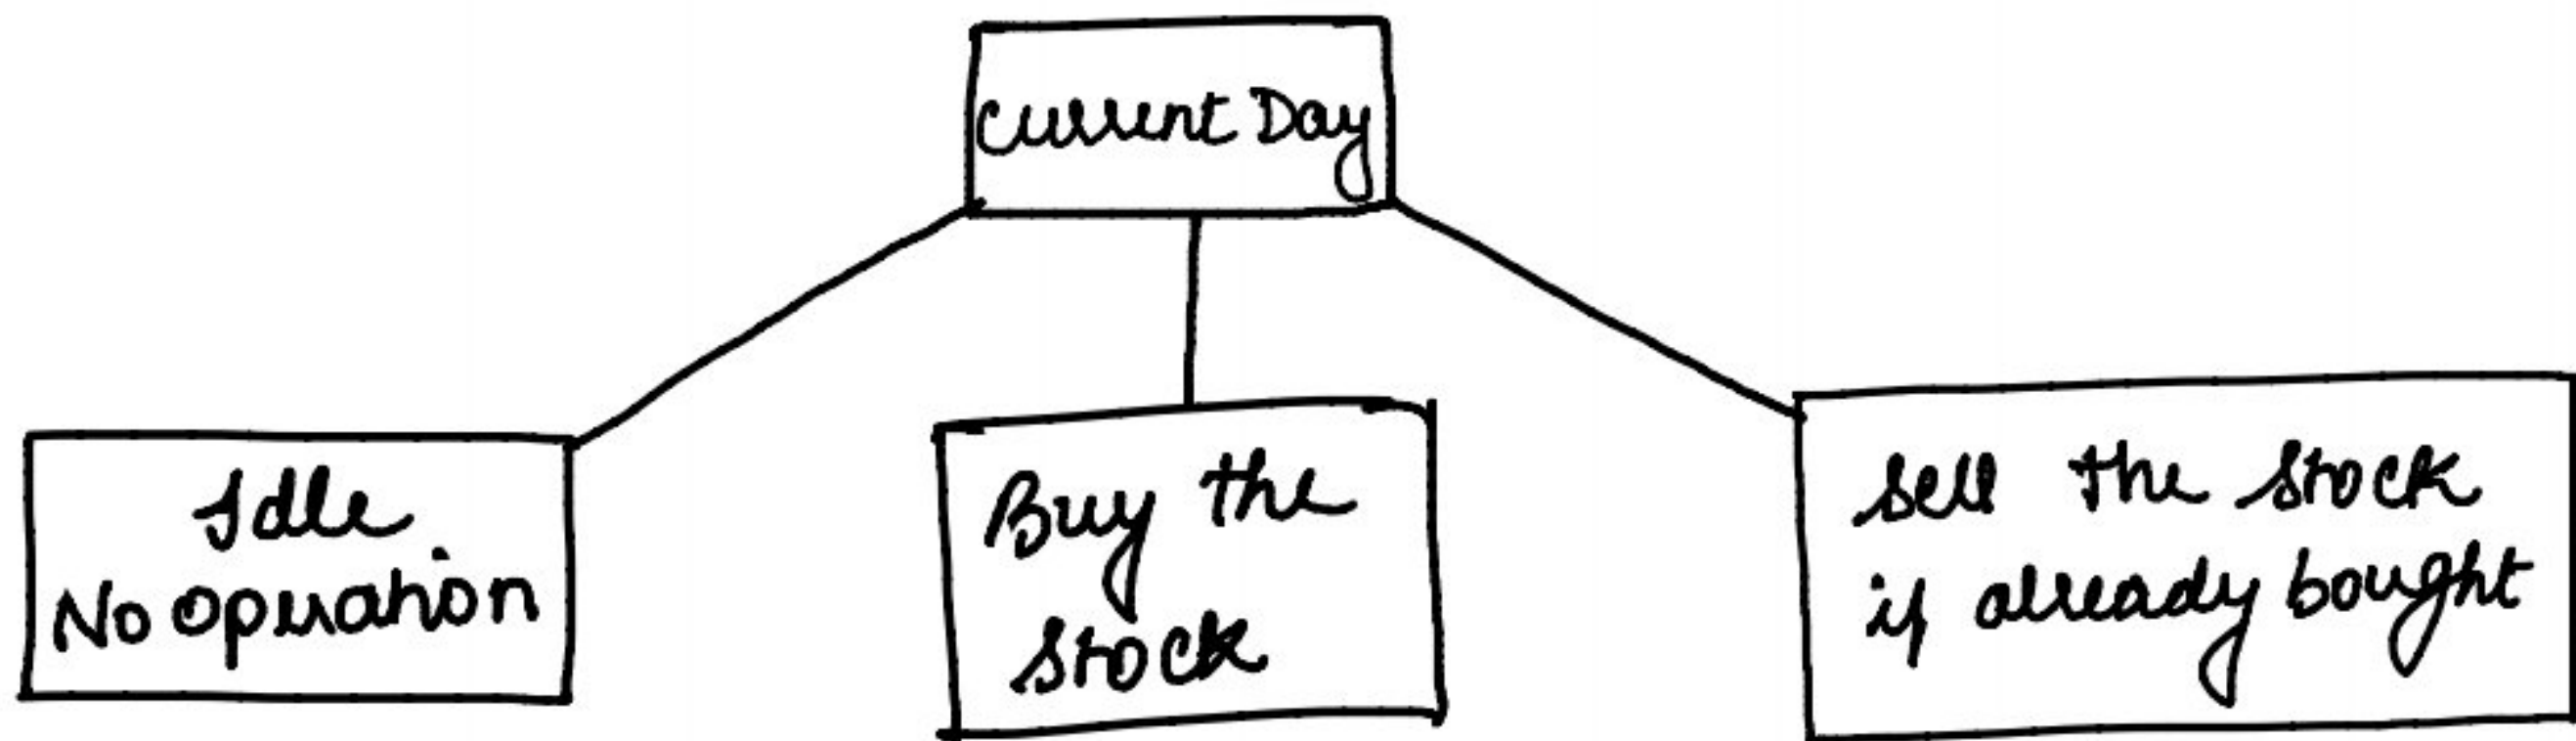 Current Day
Idle
No operation
Buy the
stock
sell the stock
if already bought